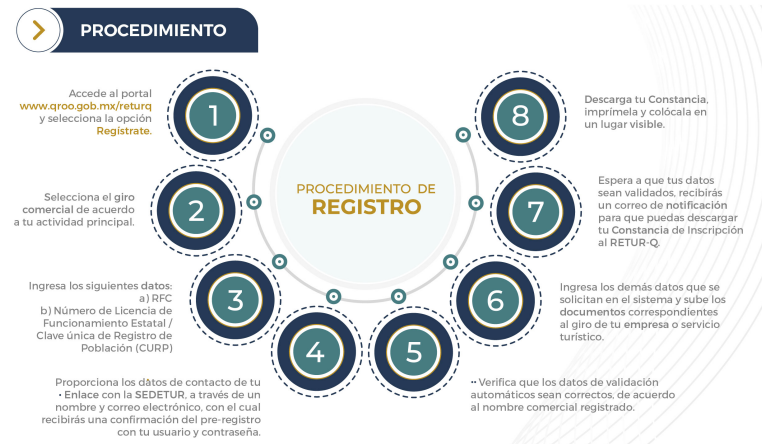 PROCEDIMIENTO
PROCEDIMIENTO DE
REGISTRO
1
Accede al portal
www.qroo.gob.mx/returq
y selecciona la opción
Regístrate.
2
Selecciona el giro
comercial de acuerdo
a tu actividad principal.
3
Ingresa los siguientes datos:
a) RFC
b) Número de Licencia de
Funcionamiento Estatal /
Clave única de Registro de
Población (CURP)
4
Proporciona los dàtos de contacto de tu
• Enlace con la SEDETUR, a través de un
nombre y correo electrónico, con el cual
recibirás una confirmación del pre-registro
con tu usuario y contraseña.
5
•• Verifica que los datos de validación
automáticos sean correctos, de acuerdo
al nombre comercial registrado.
6
Ingresa los demás datos que se
solicitan en el sistema y sube los
documentos correspondientes
al giro de tu empresa o servicio
turístico.
7
Espera a que tus datos
sean validados, recibirás
un correo de notificación
para que puedas descargar
tu Constancia de Inscripción
al RETUR-Q.
8
Descarga tu Constancia,
imprímela y colócala en
un lugar visible.